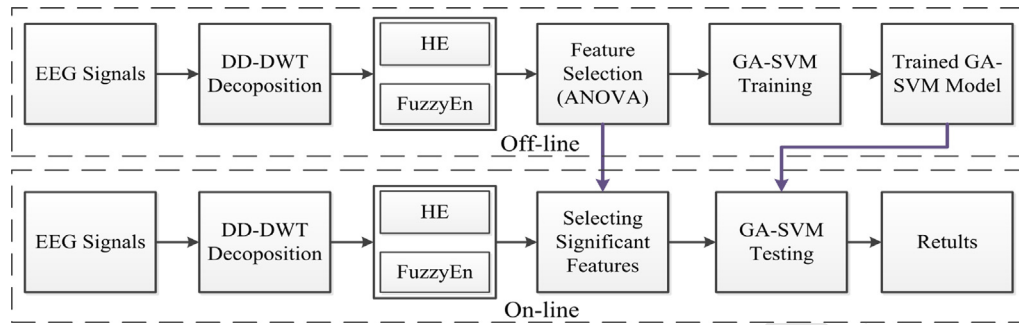 EEG Signals
DD-DWT
Decoposition
HE
FuzzyEn
Feature
Selection
(ANOVA)
GA-SVM
Training
Trained GA-
SVM Model
Off-line
EEG Signals
DD-DWT
Decoposition
HE
FuzzyEn
Selecting
Significant
Features
GA-SVM
Testing
Retults
On-line